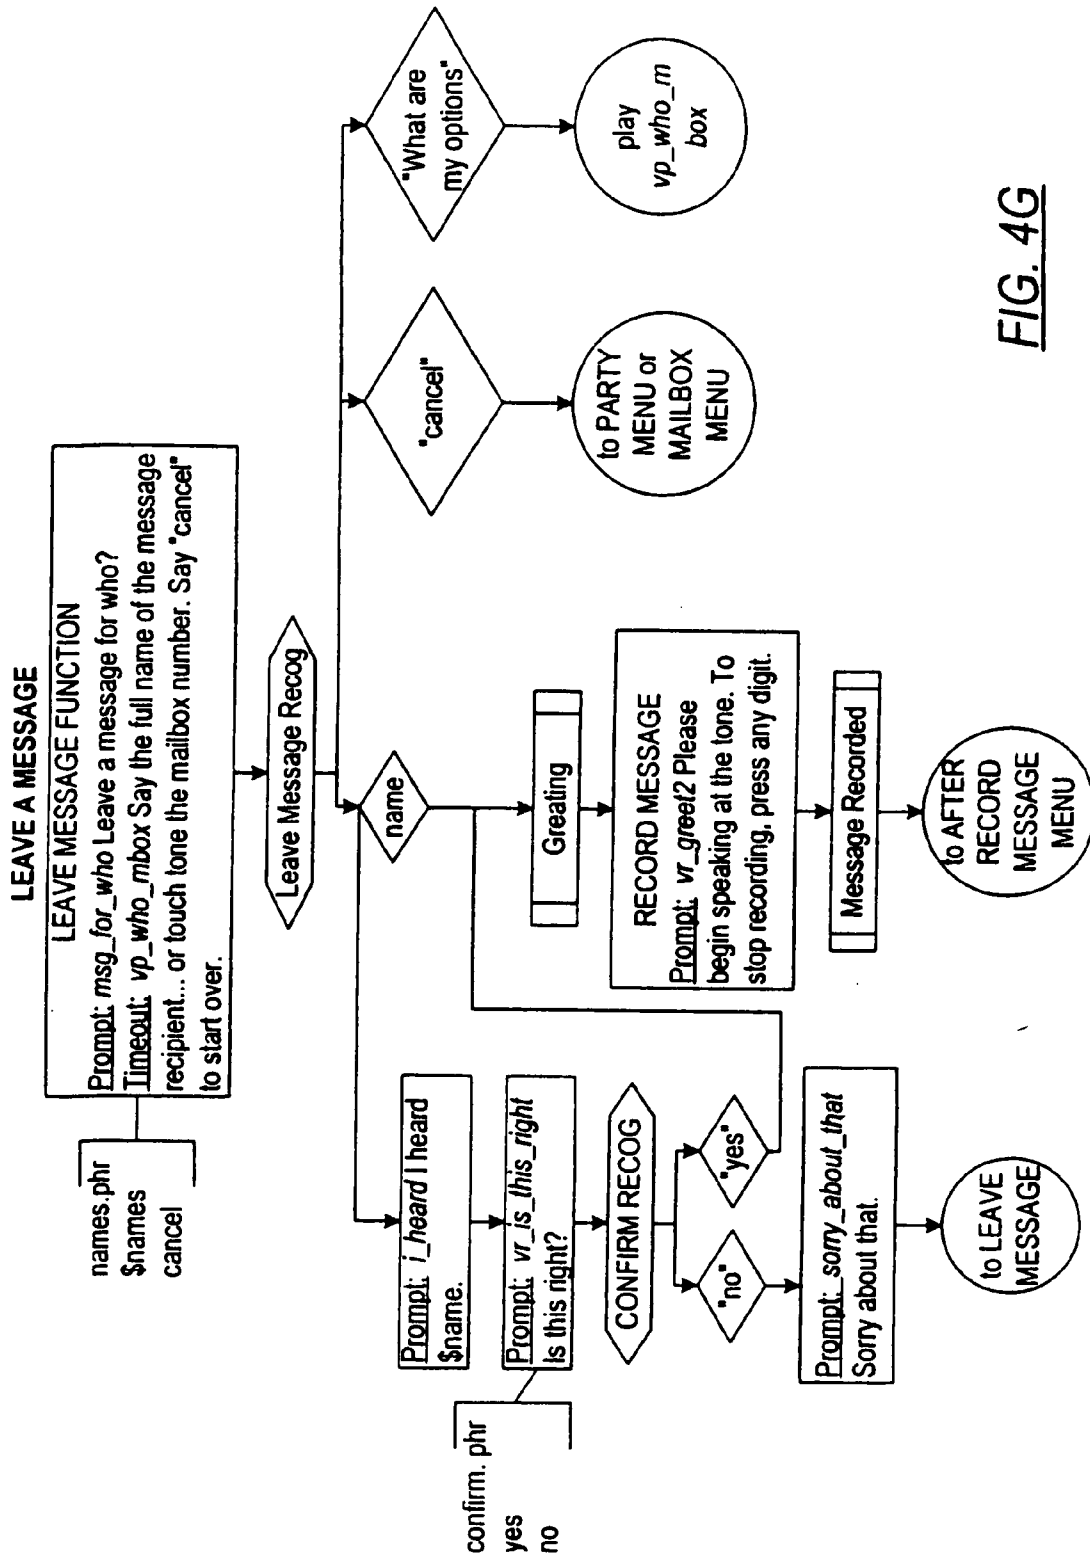 LEAVE A MESSAGE
LEAVE MESSAGE FUNCTION
Prompt: msg_for_who Leave a message for who?
Timeout: vp_who_mbox Say the full name of the message
recipient... or touch tone the mailbox number. Say "cancel"
to start over.
names.phr
$names
cancel
Leave Message Recog
name
"cancel"
"What are
my options"
Prompt: i_heard I heard
$name.
Prompt: vr_is_this_right
Is this right?
confirm. phr
yes
no
CONFIRM RECOG
"no"
"yes"
Prompt: sorry_about_that
Sorry about that.
to LEAVE
MESSAGE
Greating
RECORD MESSAGE
Prompt: vr_greet2 Please
begin speaking at the tone. To
stop recording, press any digit.
Message Recorded
to AFTER
RECORD
MESSAGE
MENU
to PARTY
MENU or
MAILBOX
MENU
play
vp_who_m
box
FIG. 4G